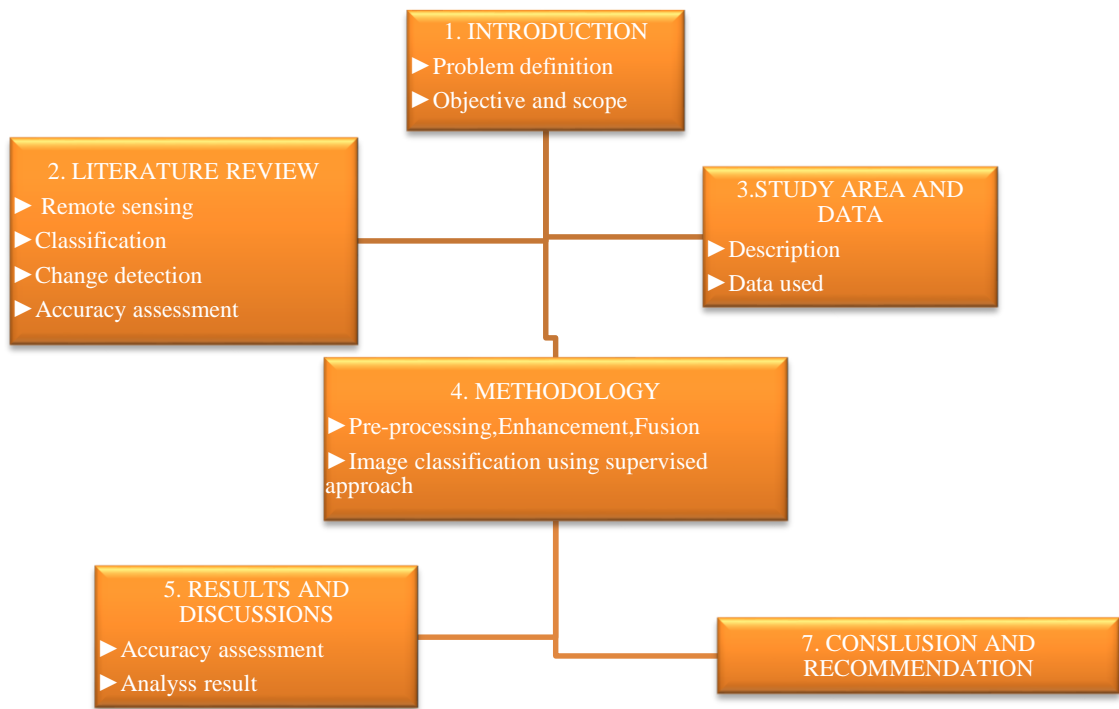 1. INTRODUCTION
►Problem definition
►Objective and scope
2. LITERATURE REVIEW
► Remote sensing
►Classification
►Change detection
►Accuracy assessment
3.STUDY AREA AND
DATA
►Description
►Data used
4. METHODOLOGY
►Pre-processing,Enhancement,Fusion
►Image classification using supervised
approach
5. RESULTS AND
DISCUSSIONS
►Accuracy assessment
►Analyss result
7. CONSLUSION AND
RECOMMENDATION